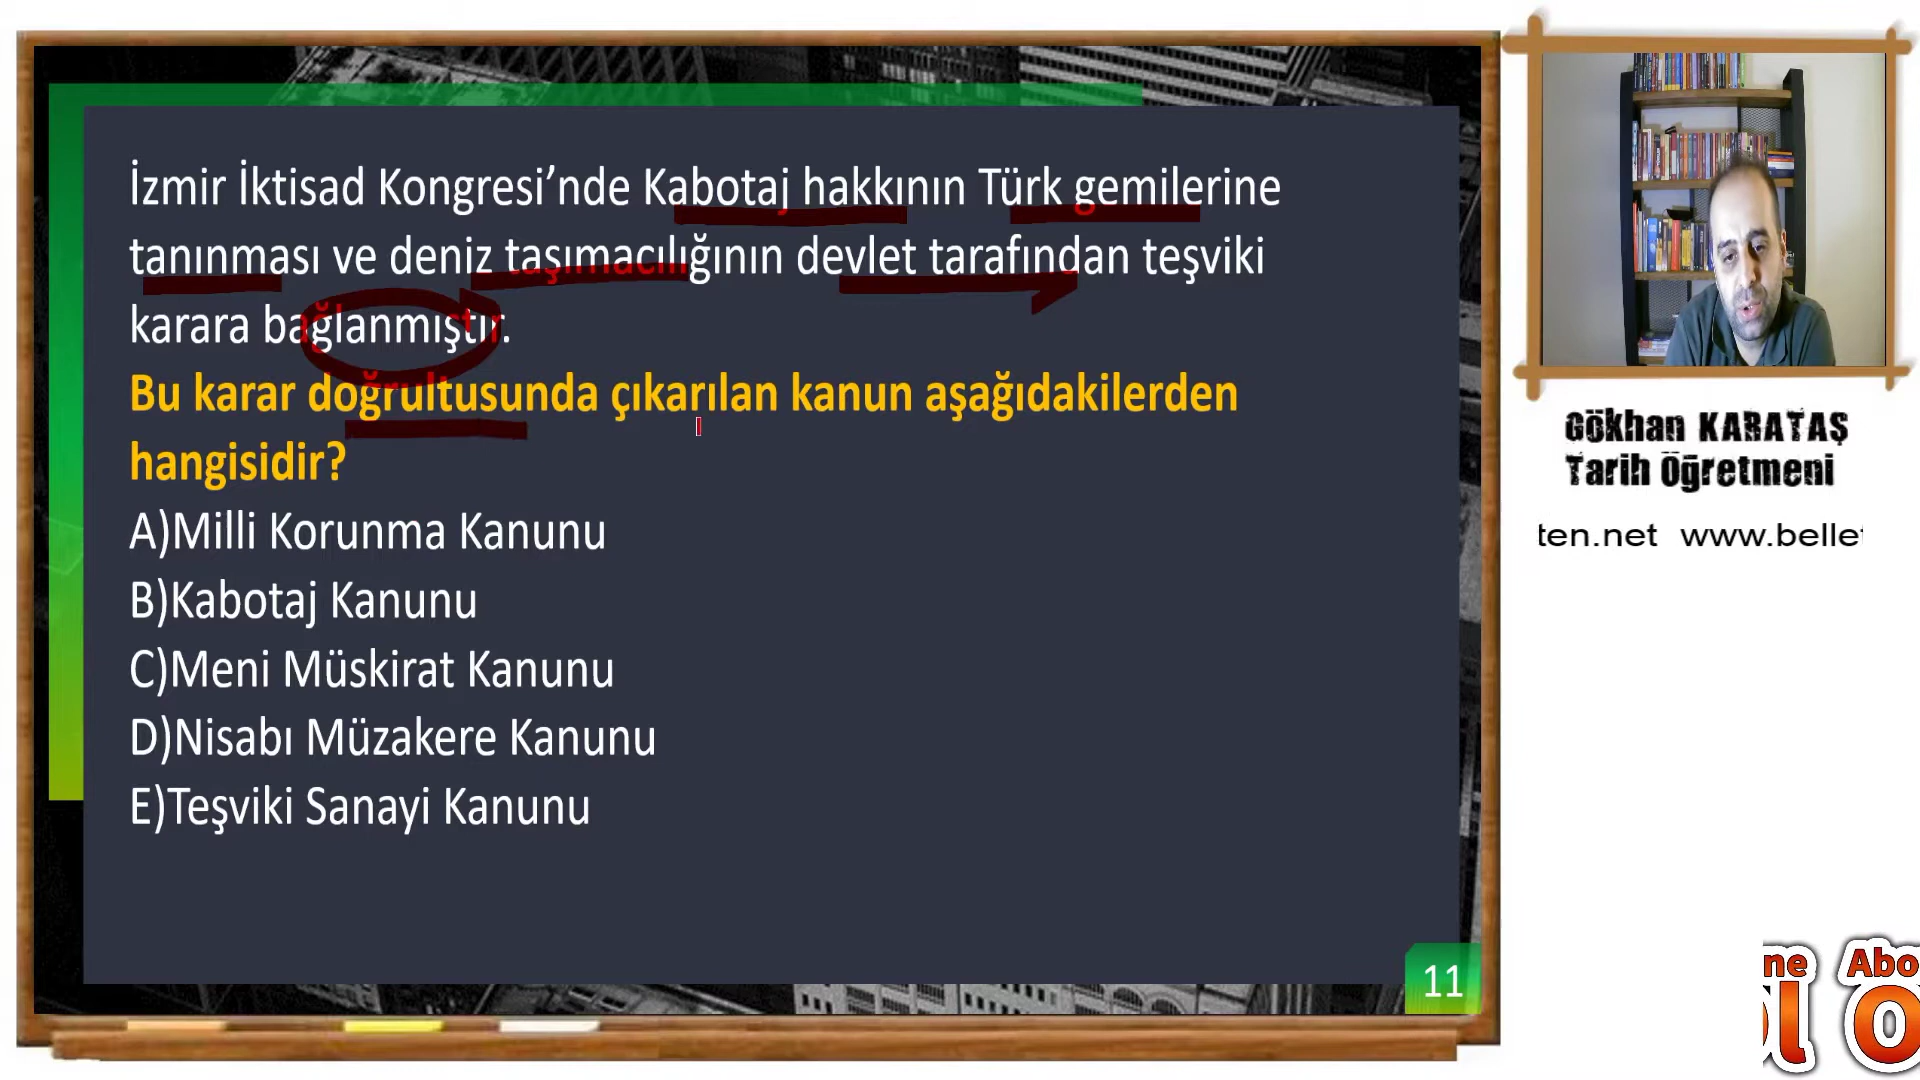 İzmir İktisad Kongresi’nde Kabotaj hakkının Türk gemilerine
tanınması ve deniz taşımacılığının devlet tarafından teşviki
karara bağlanmıştır.
Bu karar doğrultusunda çıkarılan kanun aşağıdakilerden
hangisidir?
A)Milli Korunma Kanunu
B)Kabotaj Kanunu
C)Meni Müskirat Kanunu
D)Nisabı Müzakere Kanunu
E)Teşviki Sanayi Kanunu
11
Gökhan KARATAŞ
Tarih Öğretmeni
ten.net www.belle
ne Abo
l O